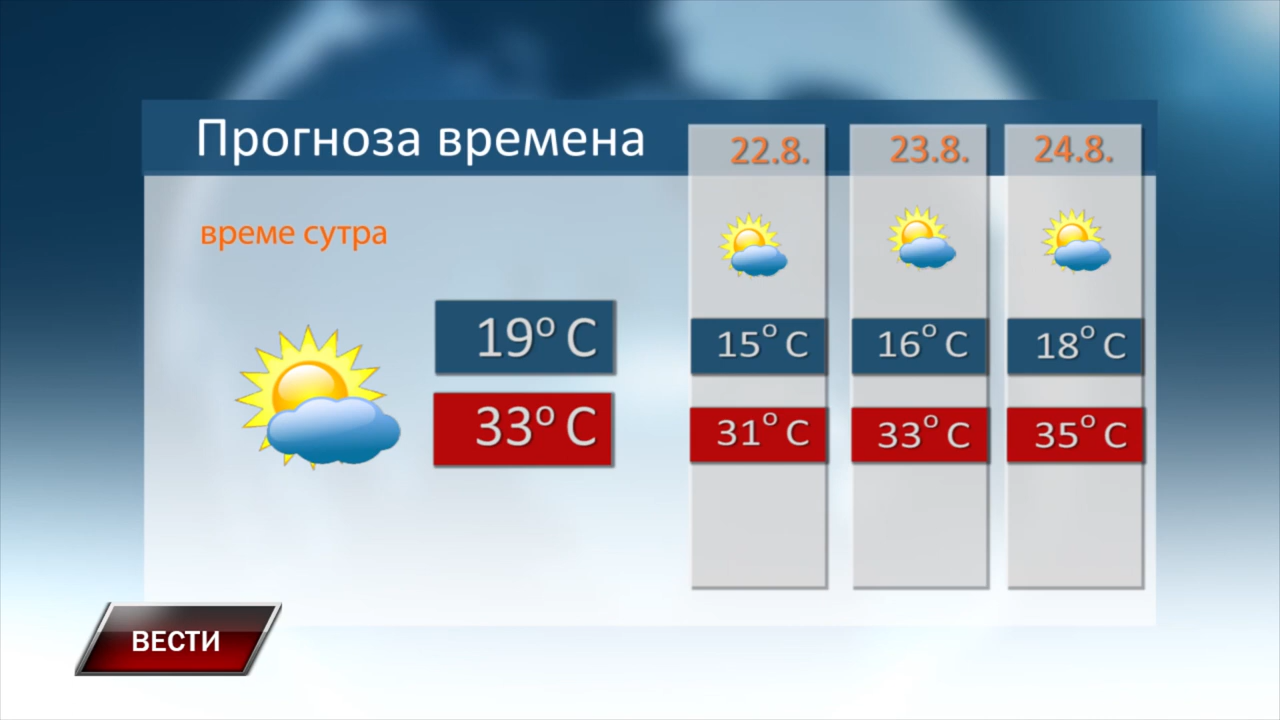 Прогноза времена
време сутра
19° C
33° C
22.8.
15° C
31° C
23.8.
16° C
33° C
24.8.
18° C
35° C
ВЕСТИ